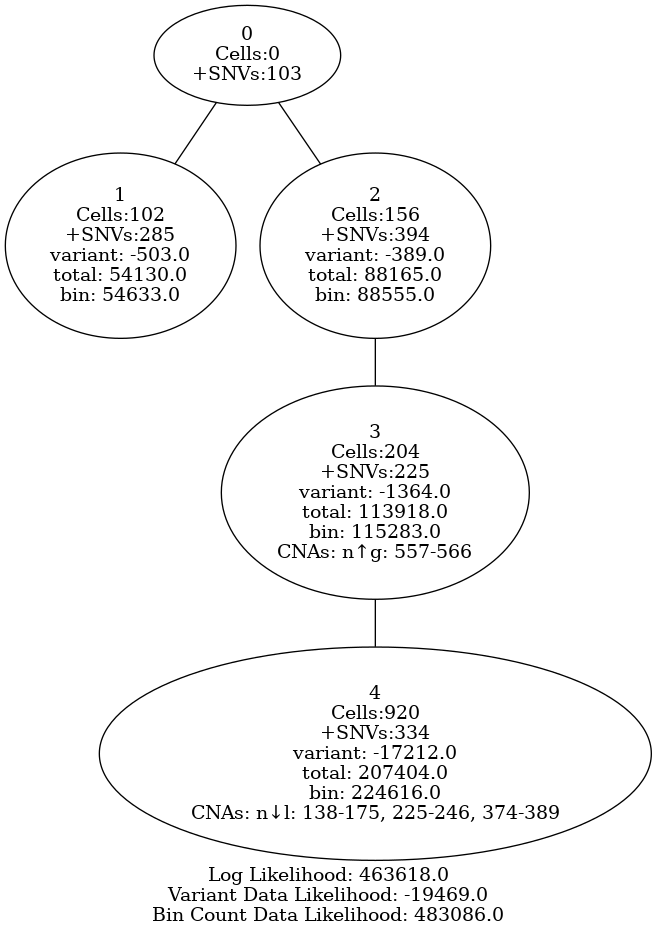 0
Cells:0
+SNVs:103
1
Cells:102
+SNVs:285
variant: -503.0
total: 54130.0
bin: 54633.0
2
Cells:156
+SNVs:394
variant: -389.0
total: 88165.0
bin: 88555.0
3
Cells:204
+SNVs:225
variant: -1364.0
total: 113918.0
bin: 115283.0
CNAs: n↑g: 557-566
4
Cells:920
+SNVs:334
variant: -17212.0
total: 207404.0
bin: 224616.0
CNAs: n↓l: 138-175, 225-246, 374-389
Log Likelihood: 463618.0
Variant Data Likelihood: -19469.0
Bin Count Data Likelihood: 483086.0